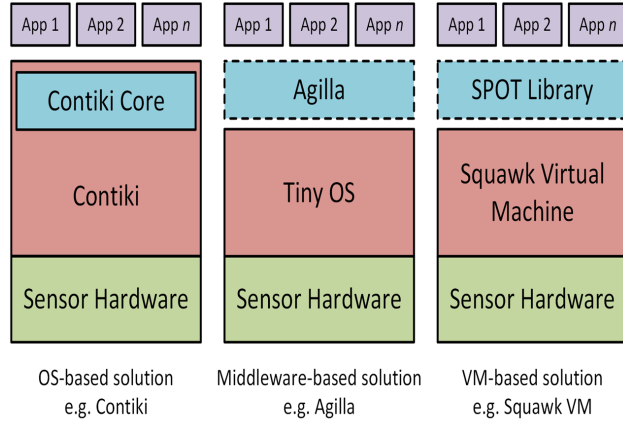 App 1 App 2 App n App 1 App 2 App n App 1 App 2 App n
Contiki Core
Contiki
Sensor Hardware
Agilla
Tiny OS
Sensor Hardware
SPOT Library
Squawk Virtual
Machine
Sensor Hardware
OS-based solution
e.g. Contiki
Middleware-based solution
e.g. Agilla
VM-based solution
e.g. Squawk VM